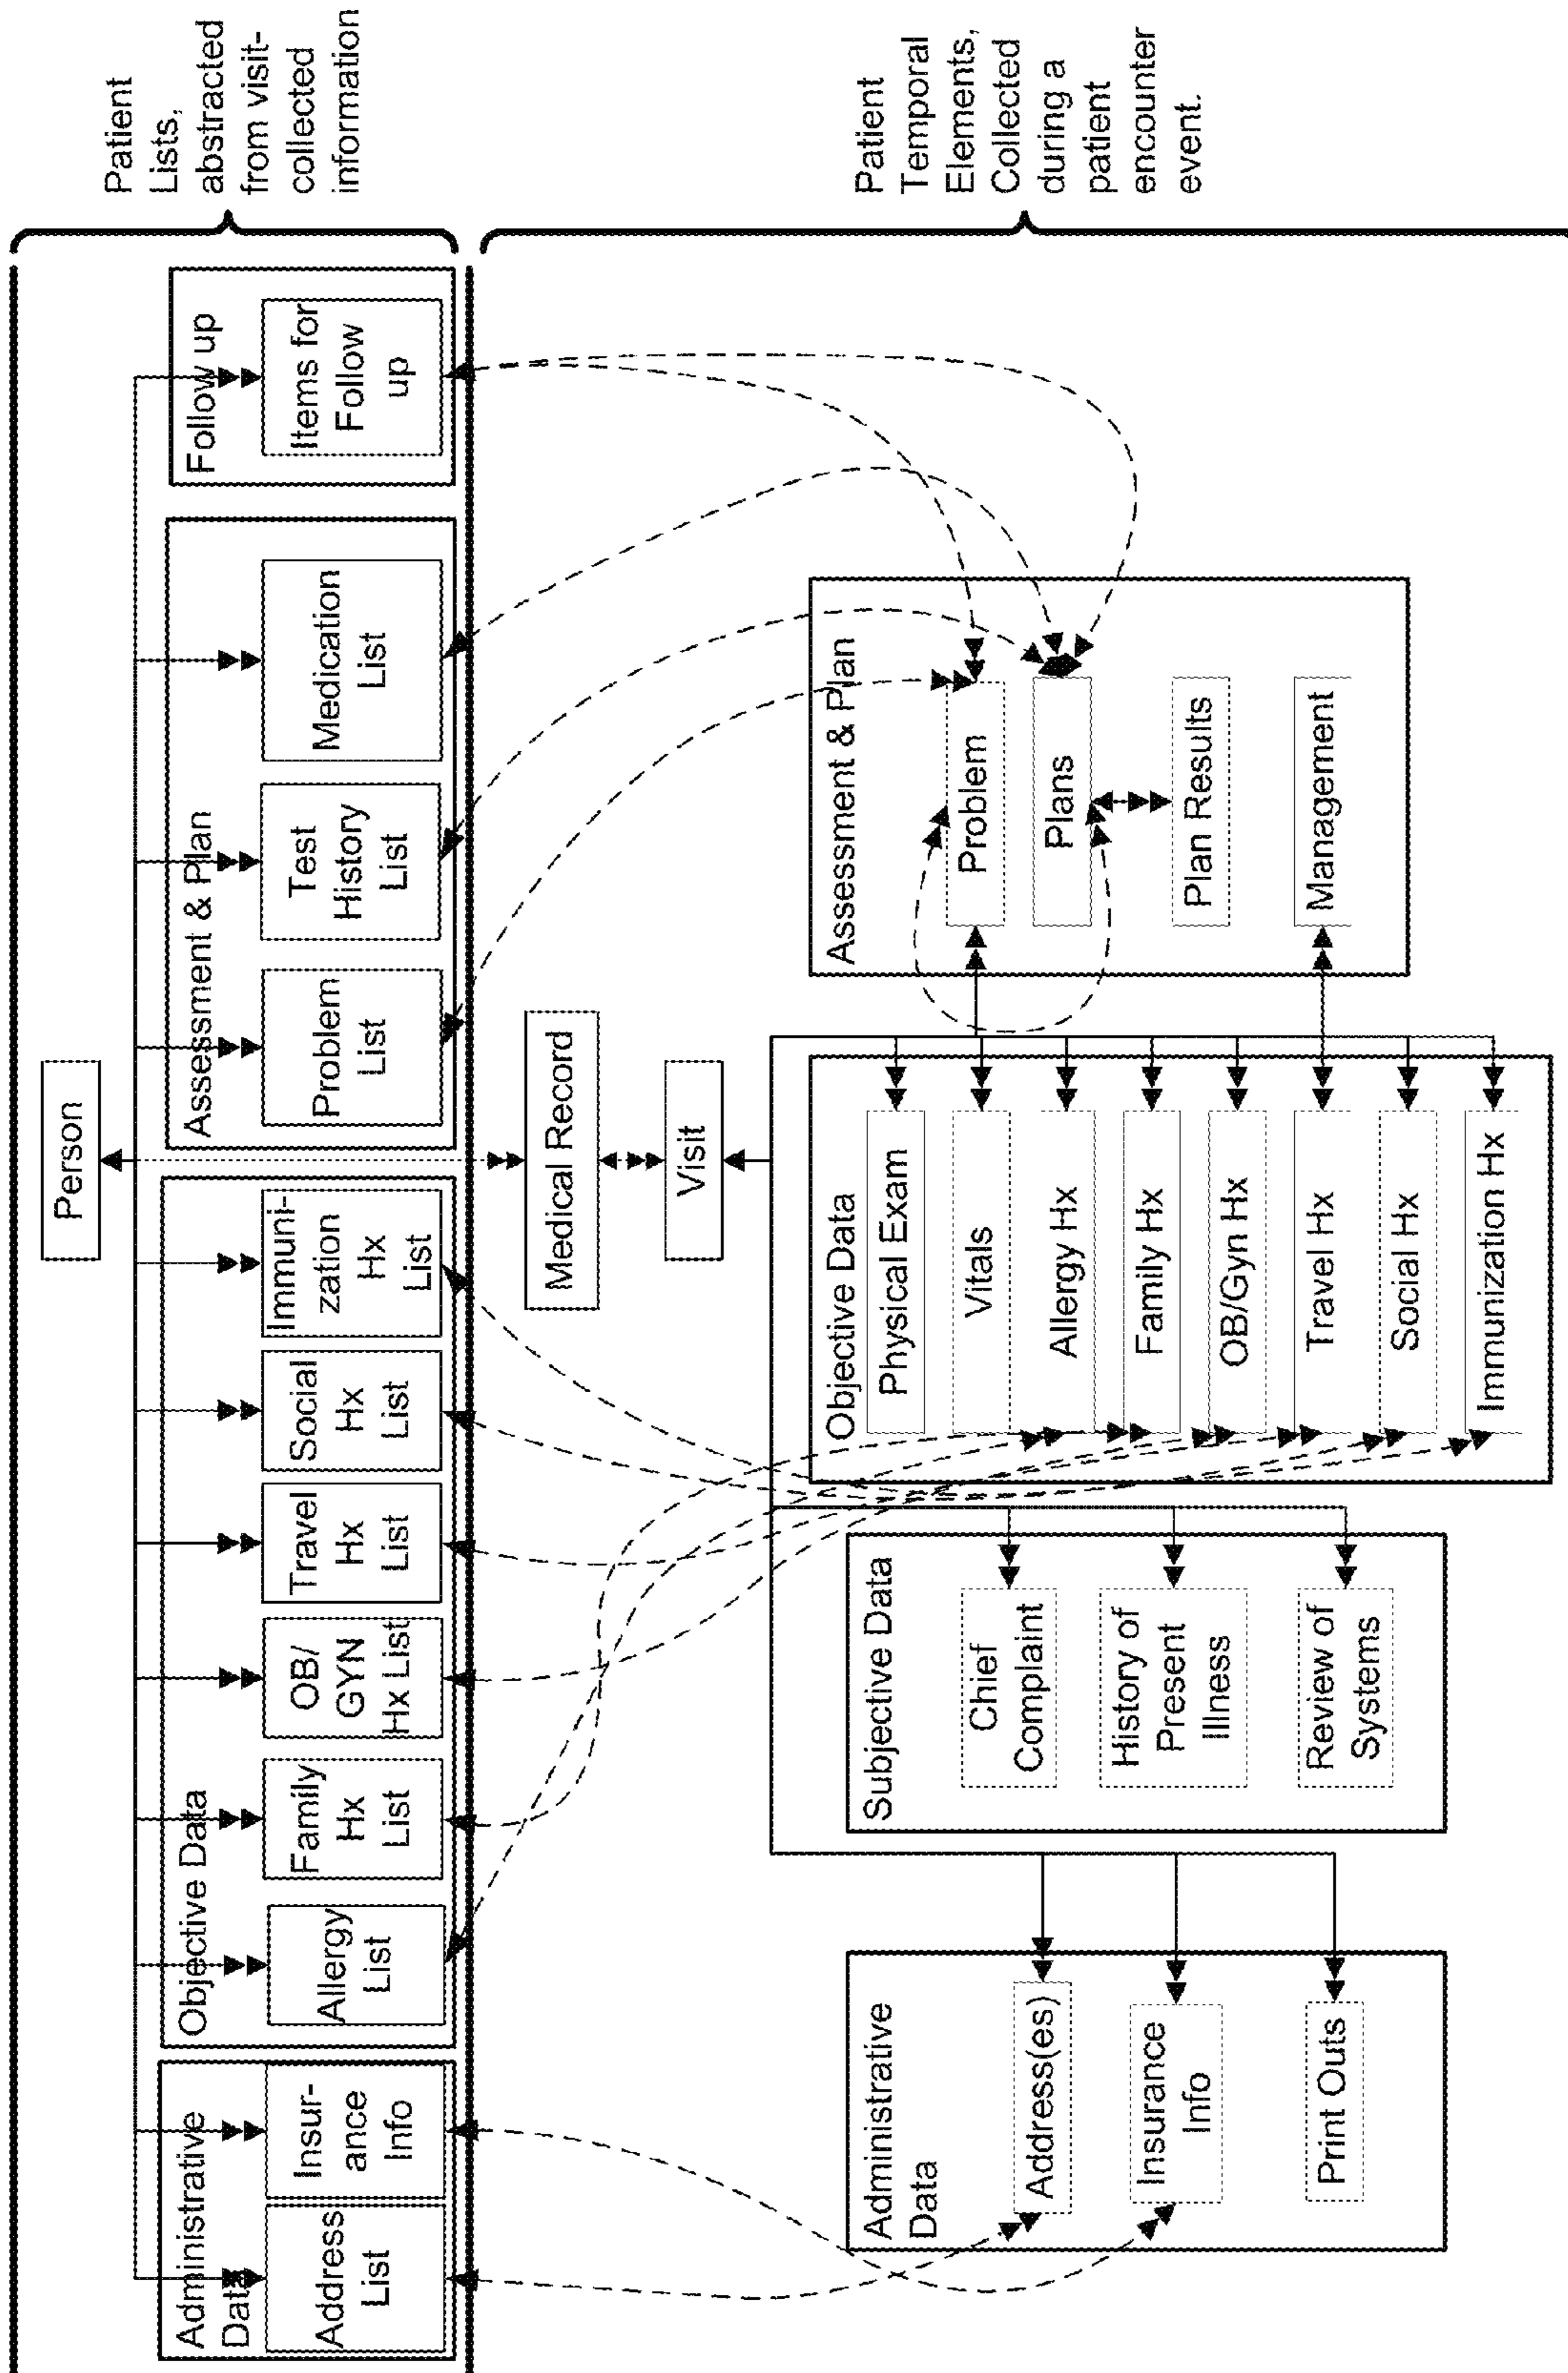 Person
Patient
Lists,
abstracted
from visit-
collected
information
Administrative
Data
Address
List
Insur-
ance
Info
Objective Data
Allergy
List
Family
Hx
List
OB/
GYN
Hx List
Travel
Hx
List
Social
Hx
List
Immuni-
zation
Hx
List
Assessment & Plan
Problem
List
Test
History
List
Medication
List
Follow up
Items for
Follow
up
Medical Record
Visit
Patient
Temporal
Elements,
Collected
during a
patient
encounter
event.
Administrative
Data
Address(es)
Insurance
Info
Print Outs
Subjective Data
Chief
Complaint
History of
Present
Illness
Review of
Systems
Objective Data
Physical Exam
Vitals
Allergy Hx
Family Hx
OB/Gyn Hx
Travel Hx
Social Hx
Immunization Hx
Assessment & Plan
Problem
Plans
Plan Results
Management